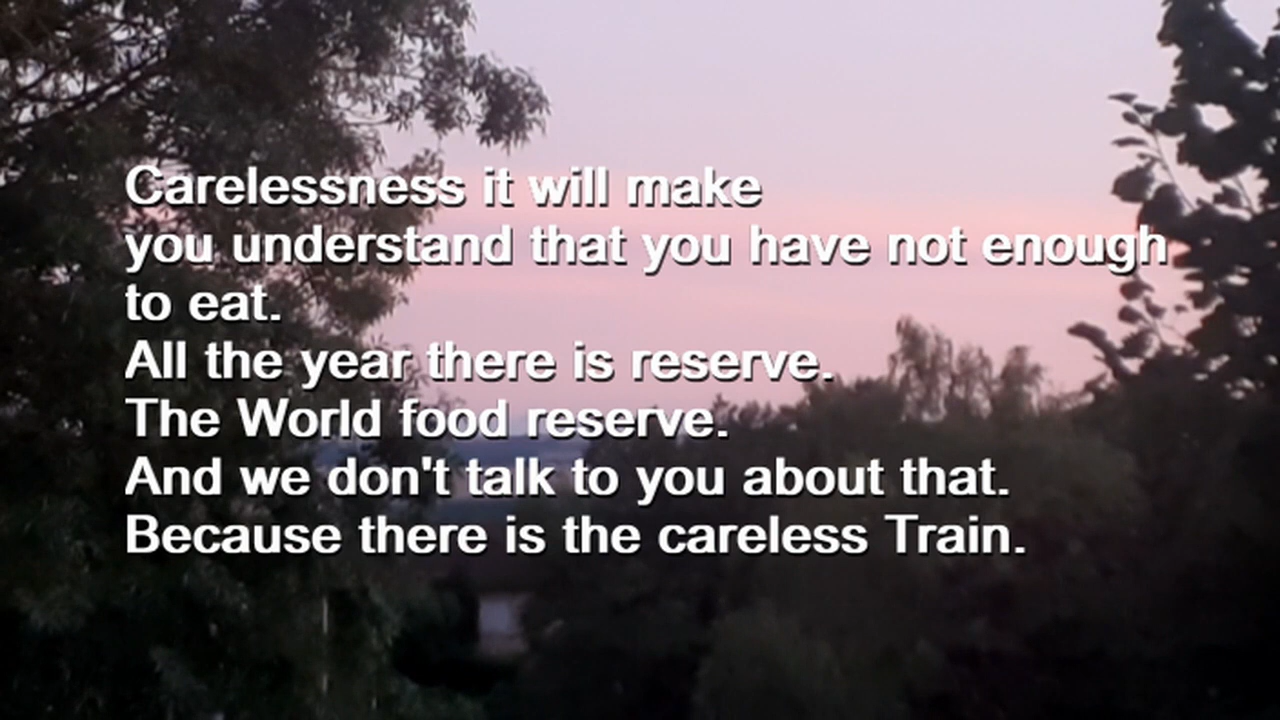 Carelessness it will make
you understand that you have not enough
to eat.
All the year there is reserve.
The World food reserve.
And we don't talk to you about that.
Because there is the careless Train.